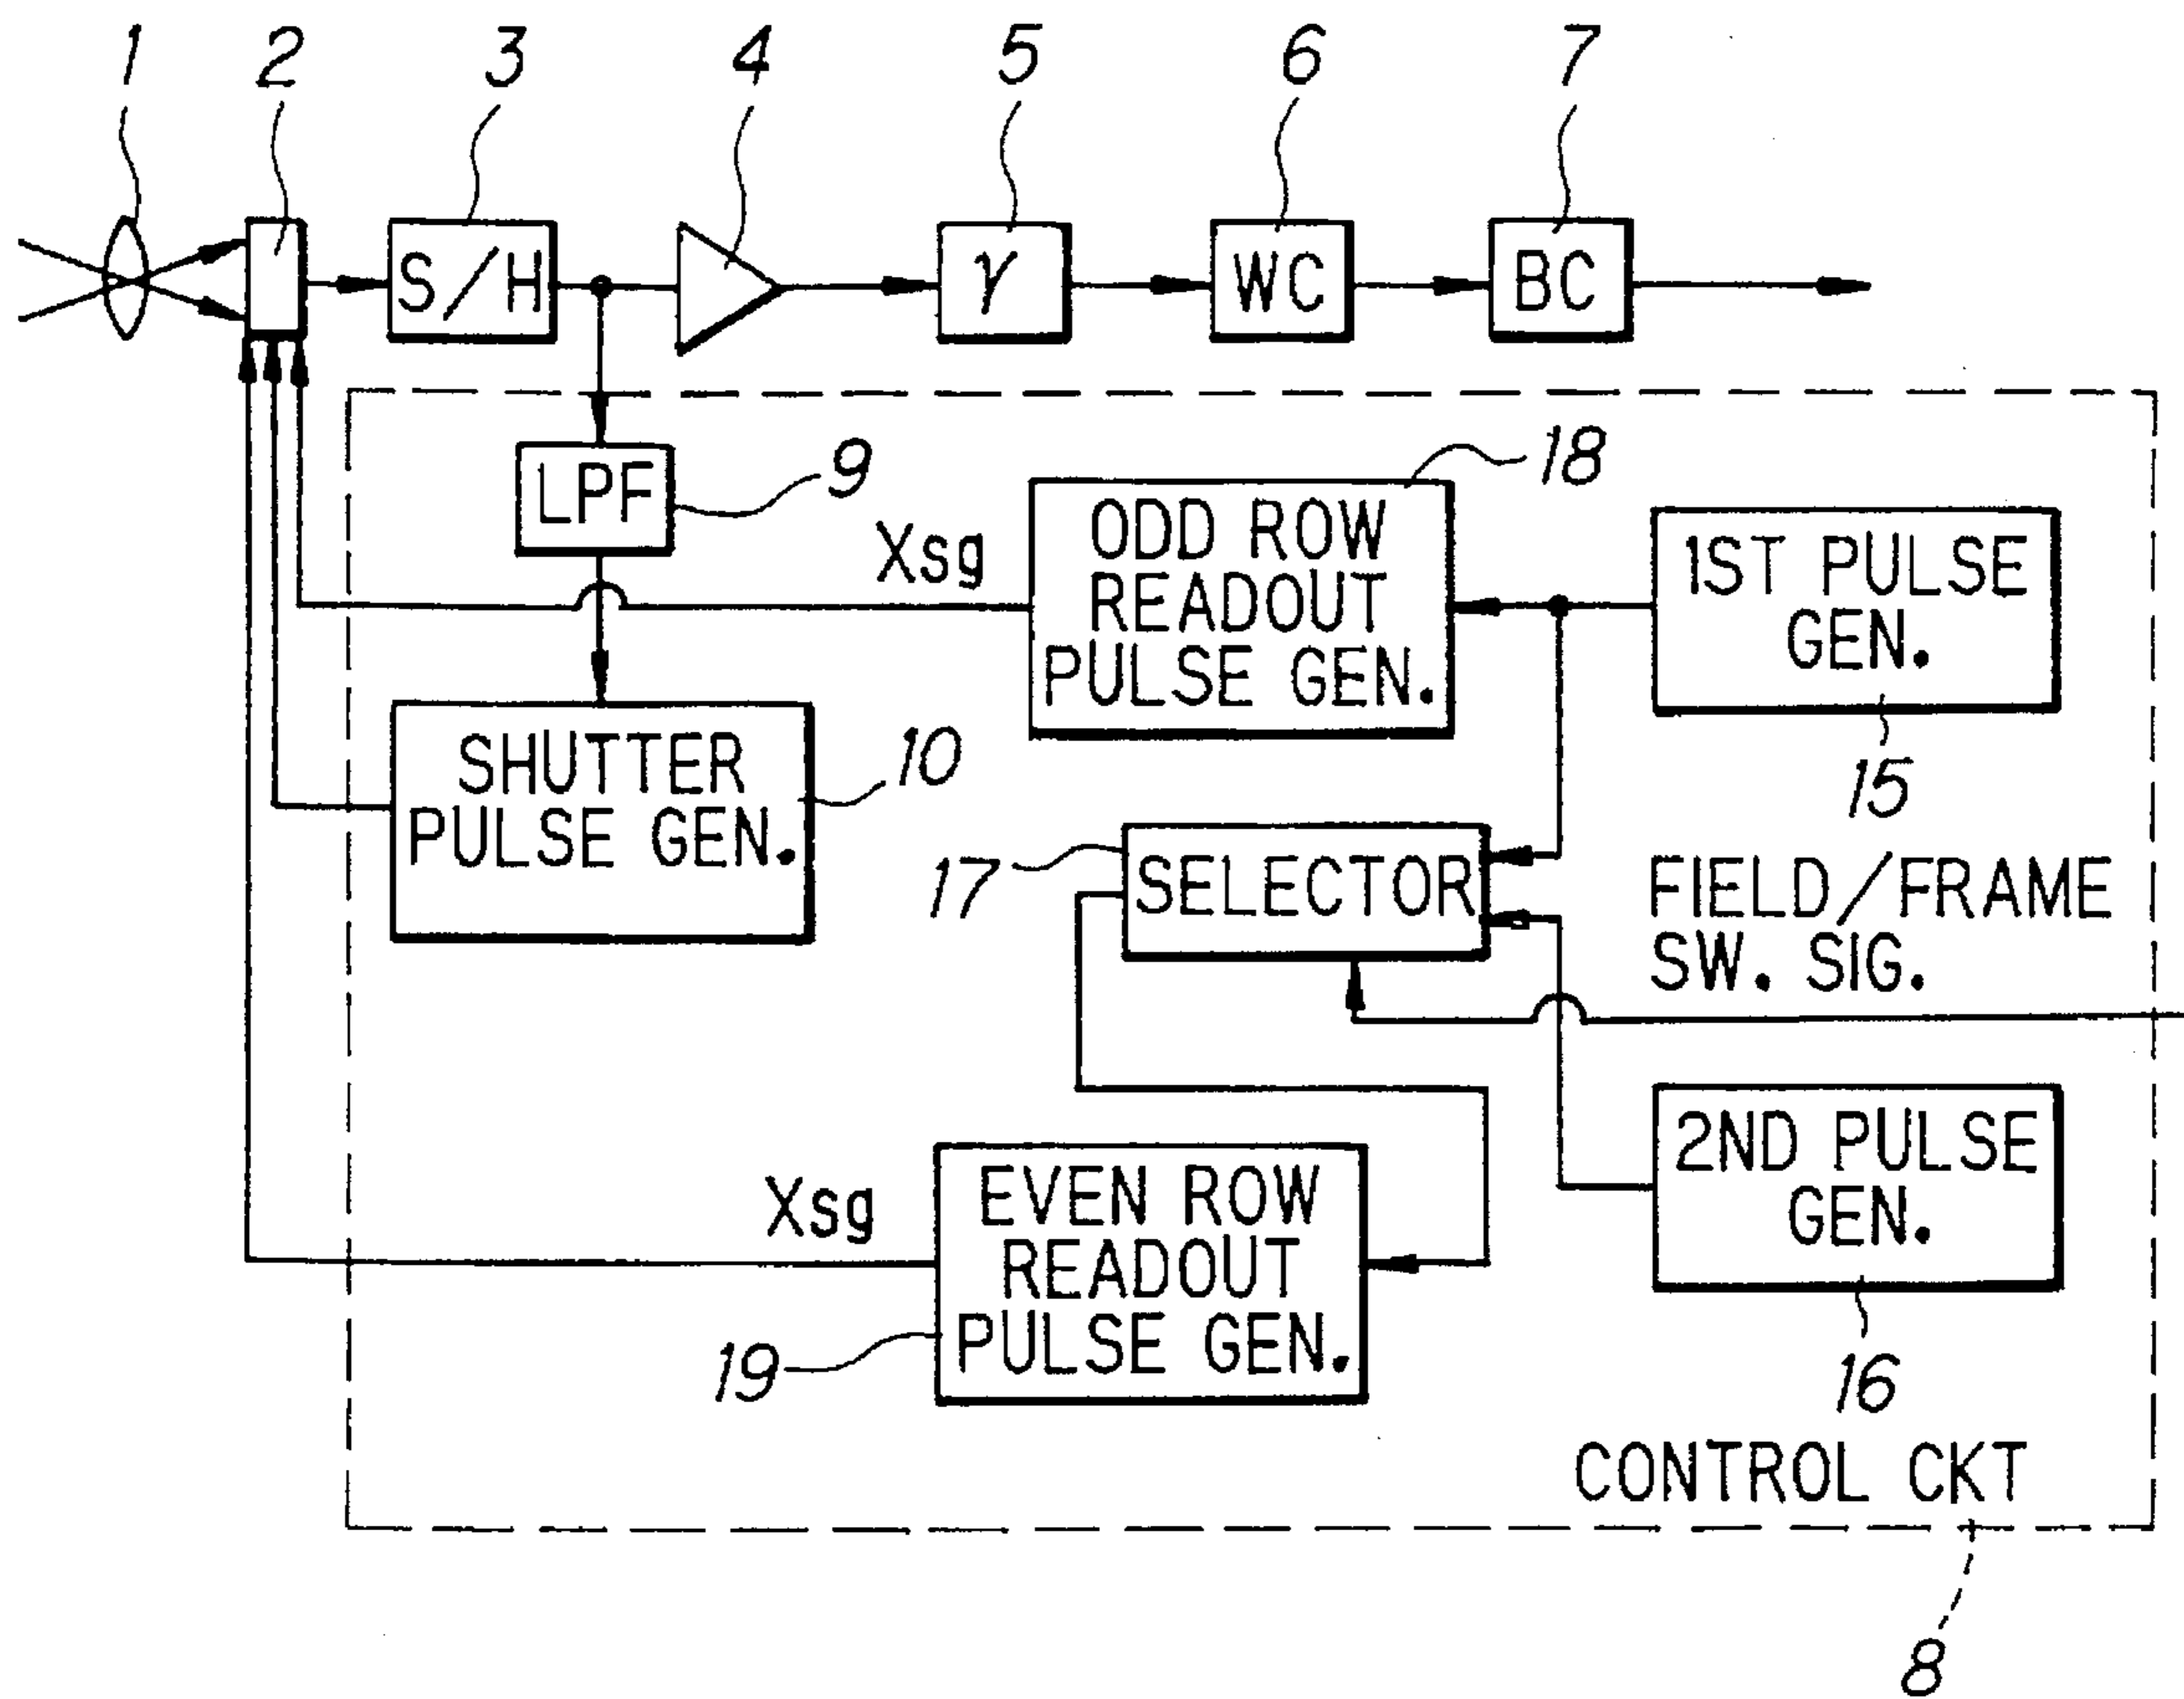 1 2 3 4 5 6 7
S/H γ WC BC
LPF
9
Xsg
ODD ROW
READOUT
PULSE GEN.
18
1ST PULSE
GEN.
15
SHUTTER
PULSE GEN.
10
17
SELECTOR
FIELD/FRAME
SW. SIG.
Xsg
EVEN ROW
READOUT
PULSE GEN.
19
2ND PULSE
GEN.
16
CONTROL CKT
8